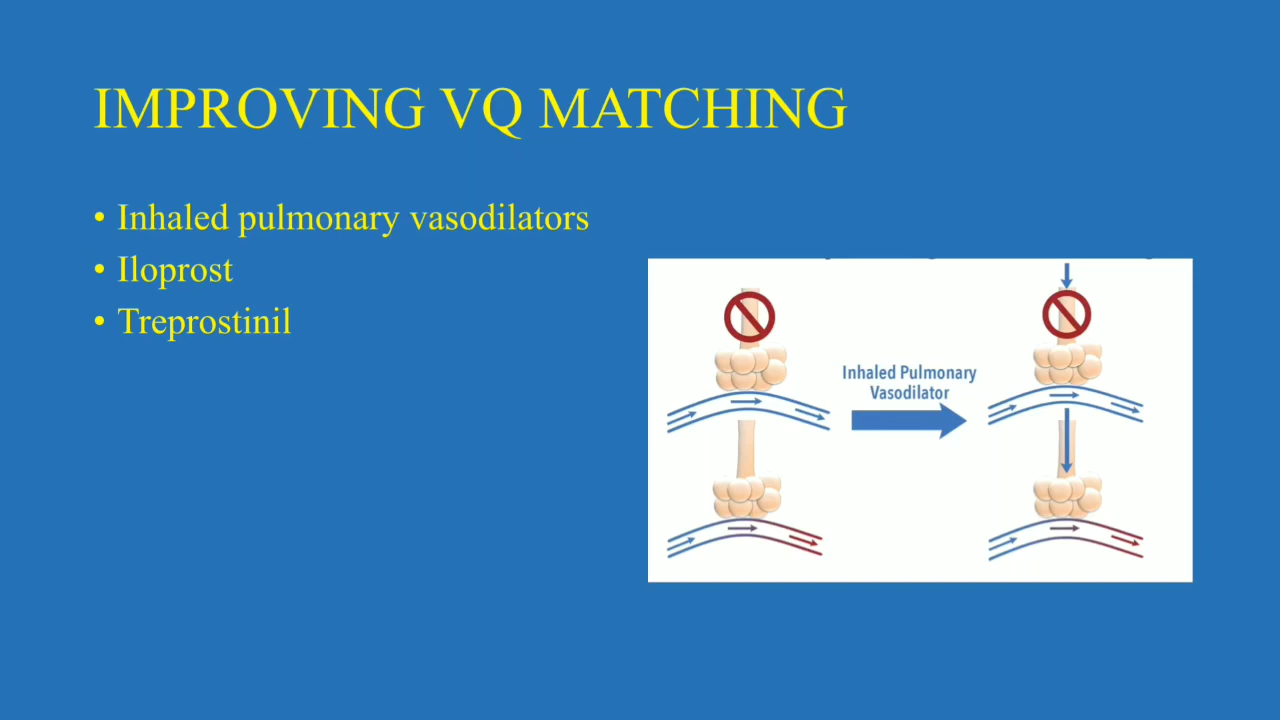 IMPROVING VQ MATCHING
• Inhaled pulmonary vasodilators
• Iloprost
• Treprostinil
Inhaled Pulmonary
Vasodilator